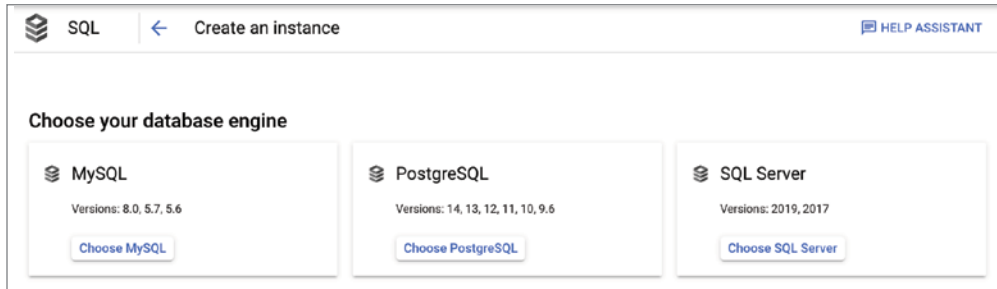 SQL
Create an instance
HELP ASSISTANT
Choose your database engine
MySQL
Versions: 8.0, 5.7, 5.6
Choose MySQL
PostgreSQL
Versions: 14, 13, 12, 11, 10, 9.6
Choose PostgreSQL
SQL Server
Versions: 2019, 2017
Choose SQL Server